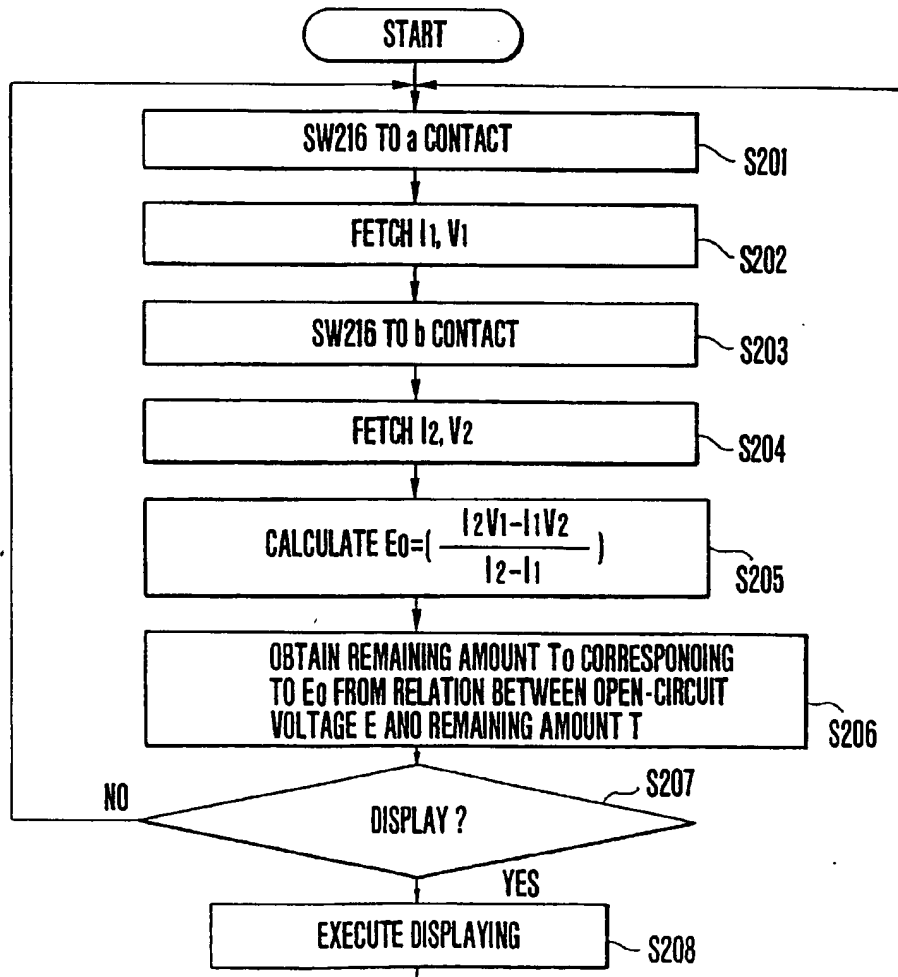 START
SW216 TO a CONTACT
S201
FETCH I1, V1
S202
SW216 TO b CONTACT
S203
FETCH I2, V2
S204
CALCULATE E0=( I2V1-I1V2 / I2-I1 )
S205
OBTAIN REMAINING AMOUNT T0 CORRESPONDING
TO E0 FROM RELATION BETWEEN OPEN-CIRCUIT
VOLTAGE E AND REMAINING AMOUNT T
S206
S207
NO
DISPLAY ?
YES
EXECUTE DISPLAYING
S208